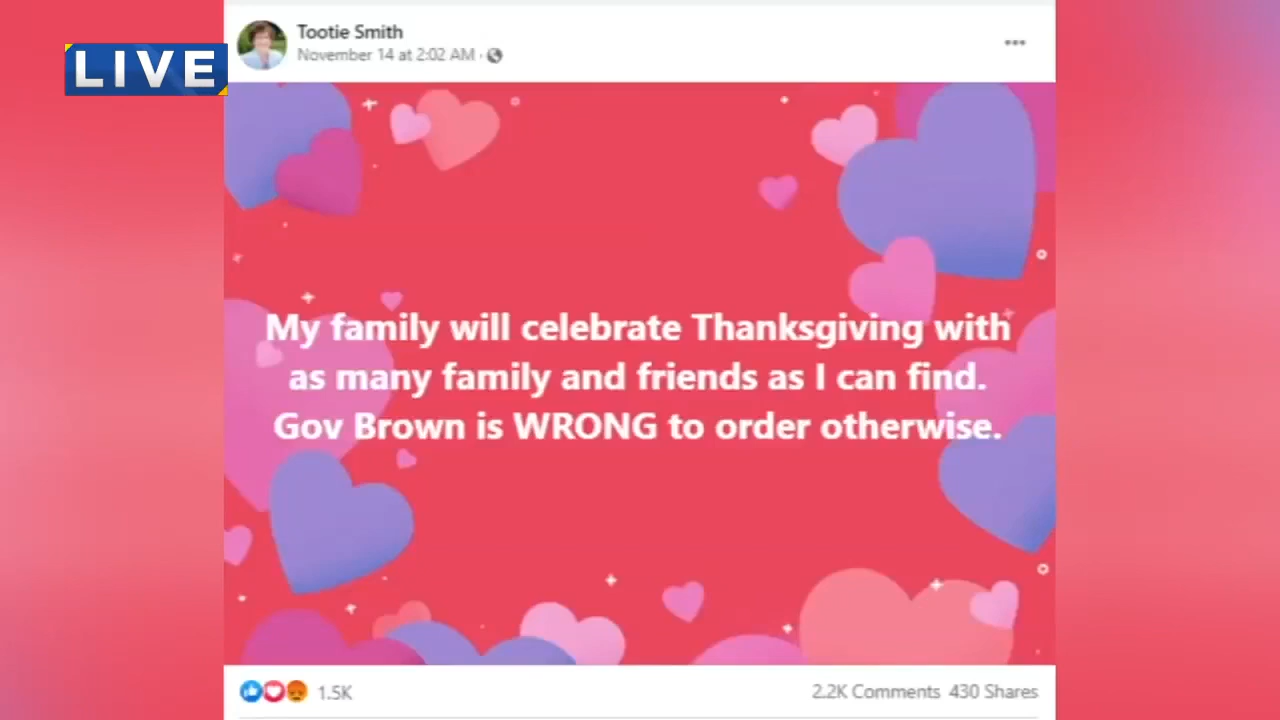 LIVE
Tootie Smith
November 14 at 2:02 AM ·
My family will celebrate Thanksgiving with
as many family and friends as I can find.
Gov Brown is WRONG to order otherwise.
1.5K
2.2K Comments 430 Shares